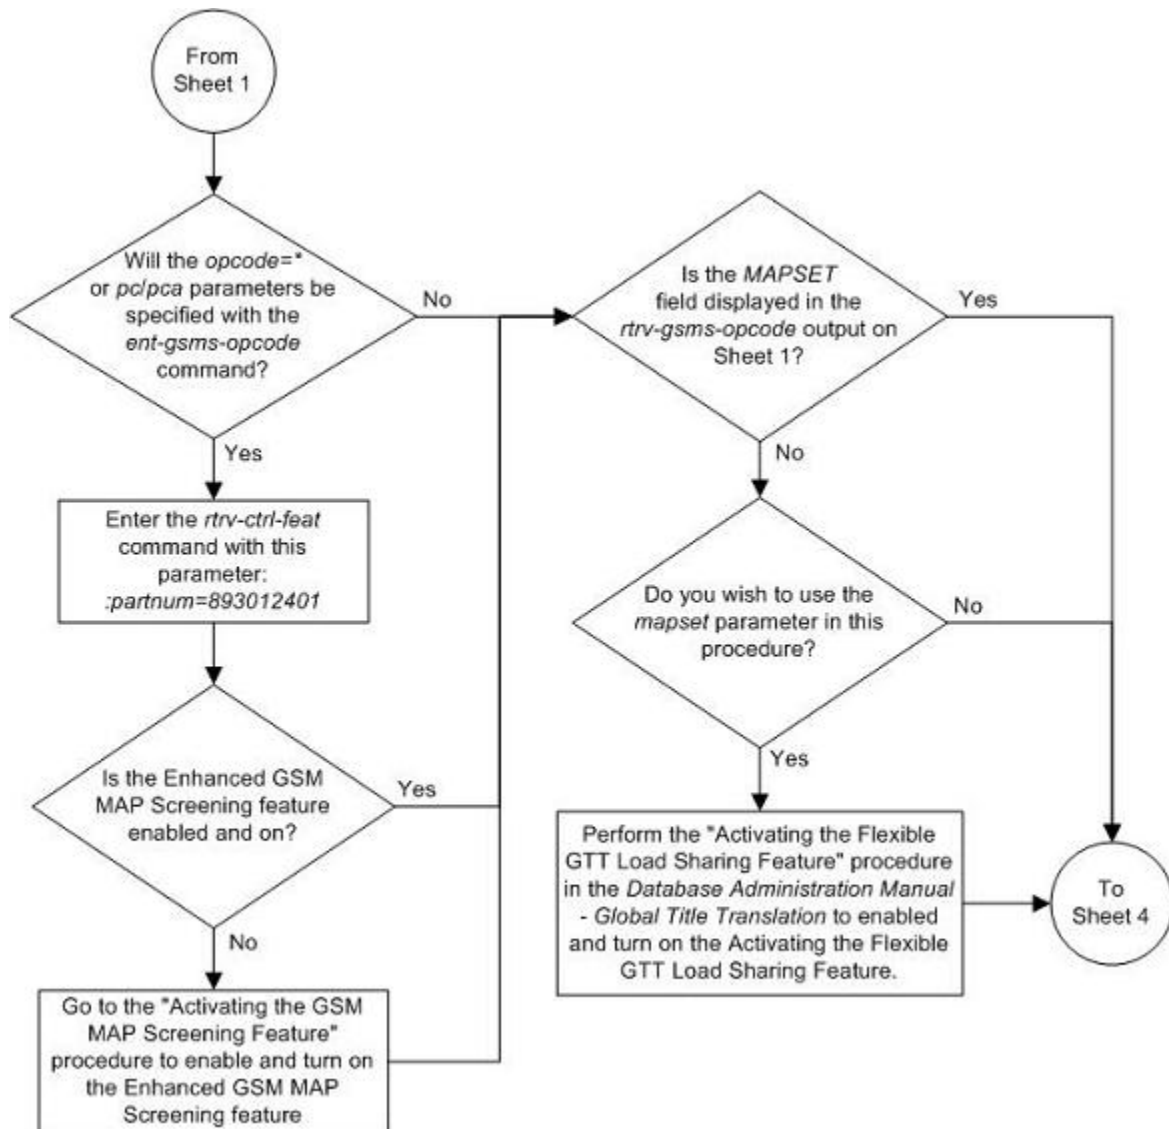 From
Sheet 1
Will the opcode=*
or pc/pca parameters be
specified with the
ent-gsms-opcode
command?
No
Yes
Enter the rtrv-ctrl-feat
command with this
parameter:
:partnum=893012401
Is the Enhanced GSM
MAP Screening feature
enabled and on?
Yes
No
Go to the "Activating the GSM
MAP Screening Feature"
procedure to enable and turn on
the Enhanced GSM MAP
Screening feature
Is the MAPSET
field displayed in the
rtrv-gsms-opcode output on
Sheet 1?
Yes
No
Do you wish to use the
mapset parameter in this
procedure?
No
Yes
Perform the "Activating the Flexible
GTT Load Sharing Feature" procedure
in the Database Administration Manual
- Global Title Translation to enabled
and turn on the Activating the Flexible
GTT Load Sharing Feature.
To
Sheet 4